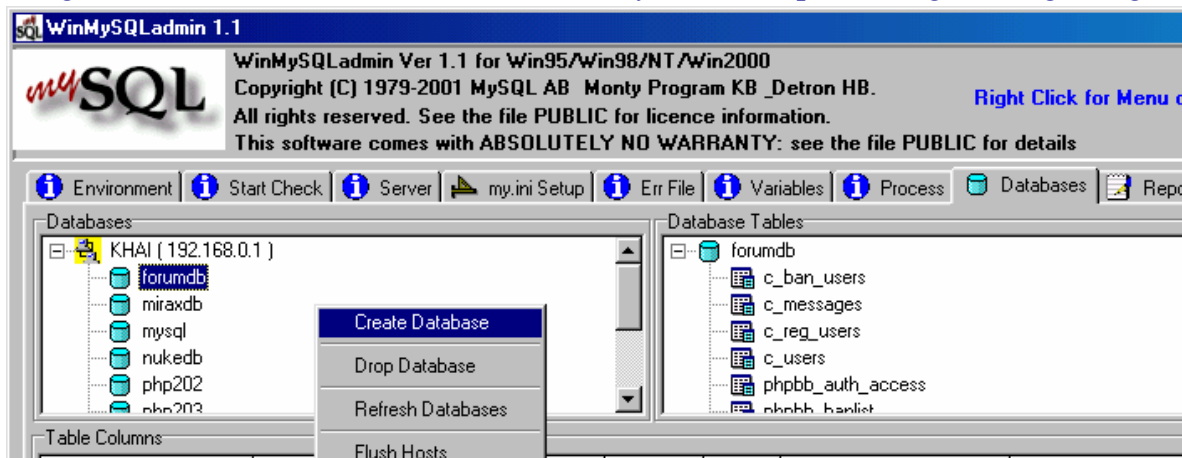 WinMySQLadmin 1.1
mySQL
WinMySQLadmin Ver 1.1 for Win95/Win98/NT/Win2000
Copyright (C) 1979-2001 MySQL AB Monty Program KB _Detron HB.
All rights reserved. See the file PUBLIC for licence information.
This software comes with ABSOLUTELY NO WARRANTY: see the file PUBLIC for details
Right Click for Menu
Environment Start Check Server my.ini Setup Err File Variables Process Databases Repo
Databases
KHAI ( 192.168.0.1 )
forumdb
miraxdb
mysql
nukedb
php202
php203
Create Database
Drop Database
Refresh Databases
Flush Hosts
Database Tables
forumdb
c_ban_users
c_messages
c_reg_users
c_users
phpbb_auth_access
phpbb_banlist
Table Columns